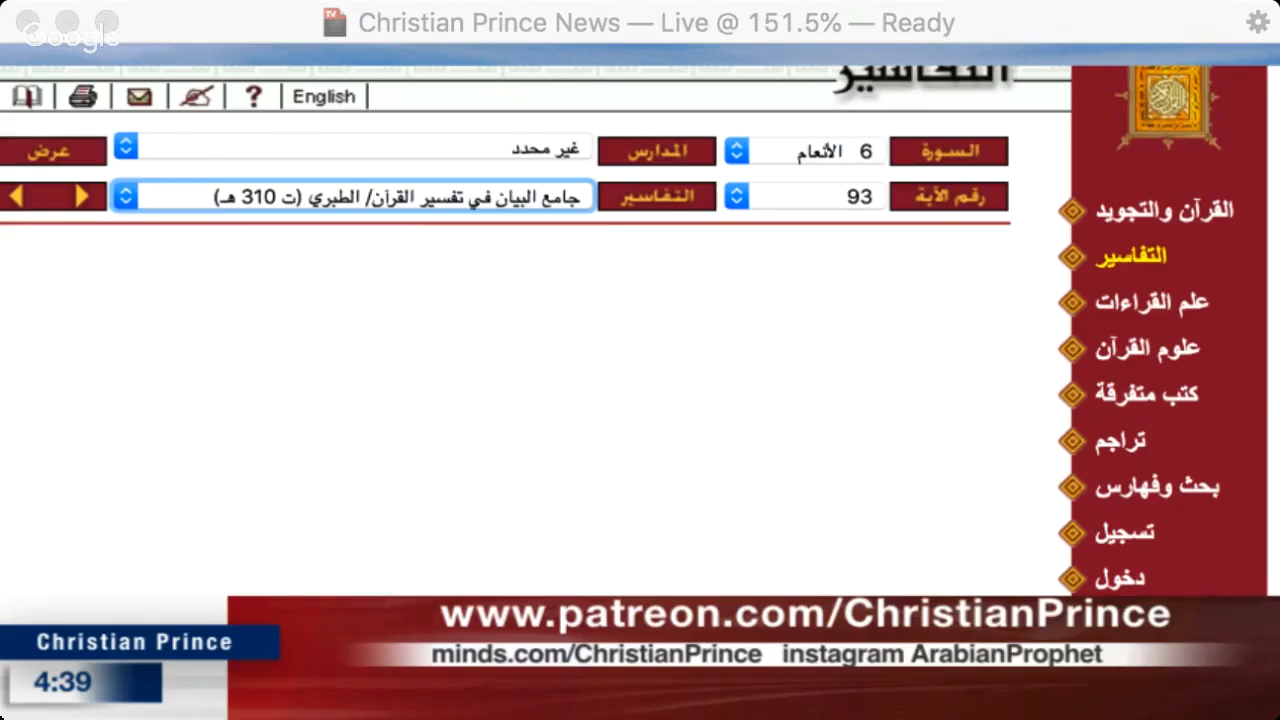 Christian Prince News — Live @ 151.5% — Ready
Google
التفاسير
English
?
السورة
6 الأنعام
المدارس
غير محدد
عرض
رقم الآية
93
التفاسير
جامع البيان في تفسير القرآن/ الطبري (ت 310 هـ)
القرآن والتجويد
التفاسير
علم القراءات
علوم القرآن
كتب متفرقة
تراجم
بحث وفهارس
تسجيل
دخول
www.patreon.com/ChristianPrince
minds.com/ChristianPrince instagram ArabianProphet
Christian Prince
4:39